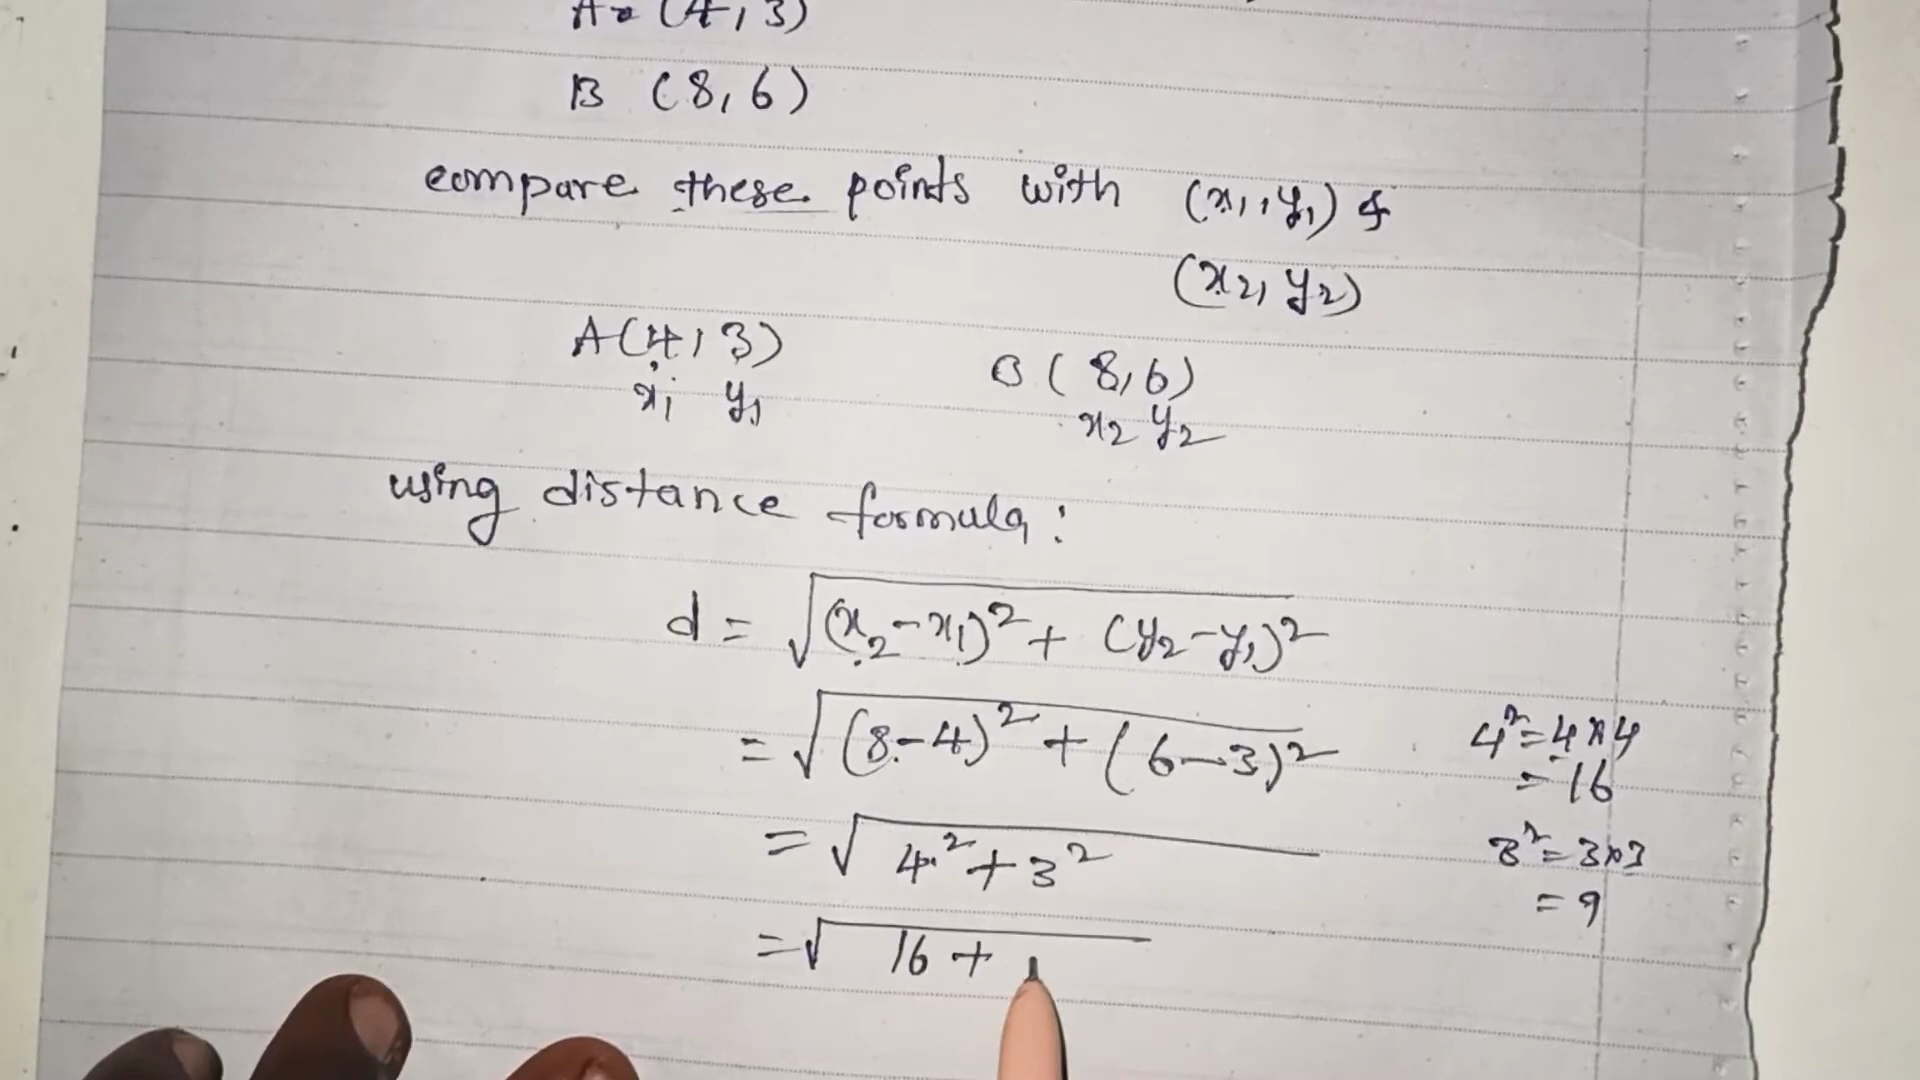 A = (4, 3)
B (8, 6)
compare these points with (x₁, y₁) &
(x₂, y₂)
A(4, 3)
B ( 8, 6)
x₁ y₁
x₂ y₂
using distance formula :
d = √(x₂ - x₁)² + (y₂ - y₁)²
= √(8 - 4)² + (6 - 3)²
4² = 4 × 4
= 16
= √4² + 3²
3² = 3 × 3
= 9
= √16 +